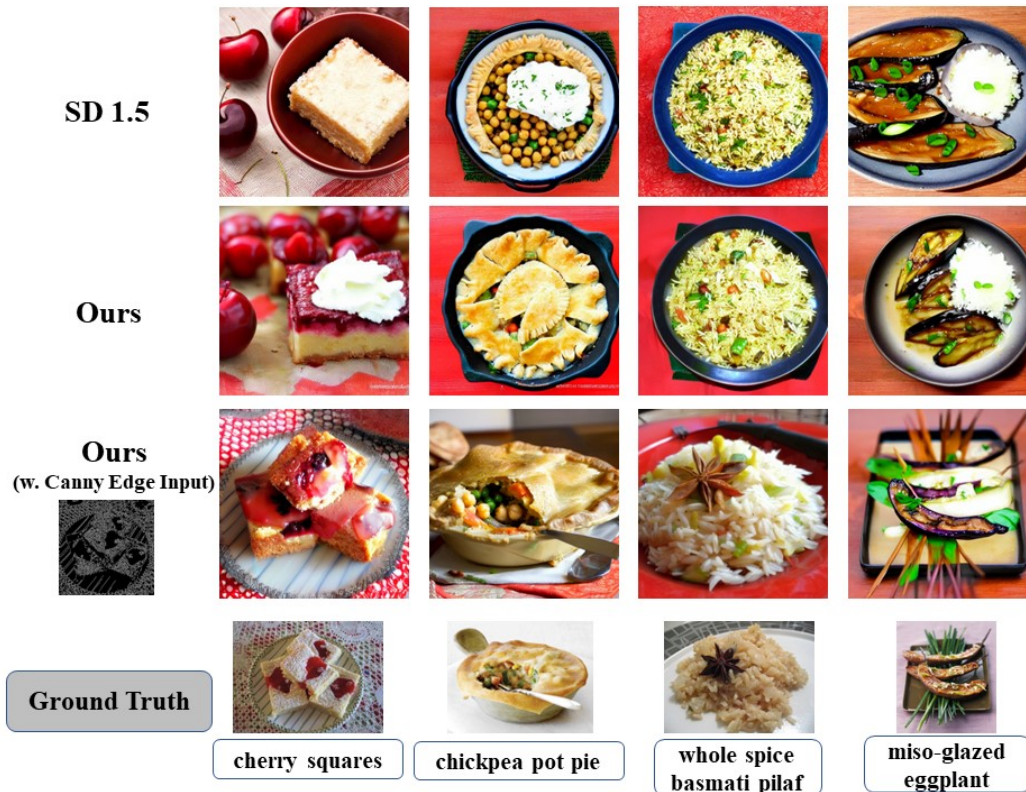 SD 1.5
Ours
Ours
(w. Canny Edge Input)
Ground Truth
cherry squares
chickpea pot pie
whole spice
basmati pilaf
miso-glazed
eggplant